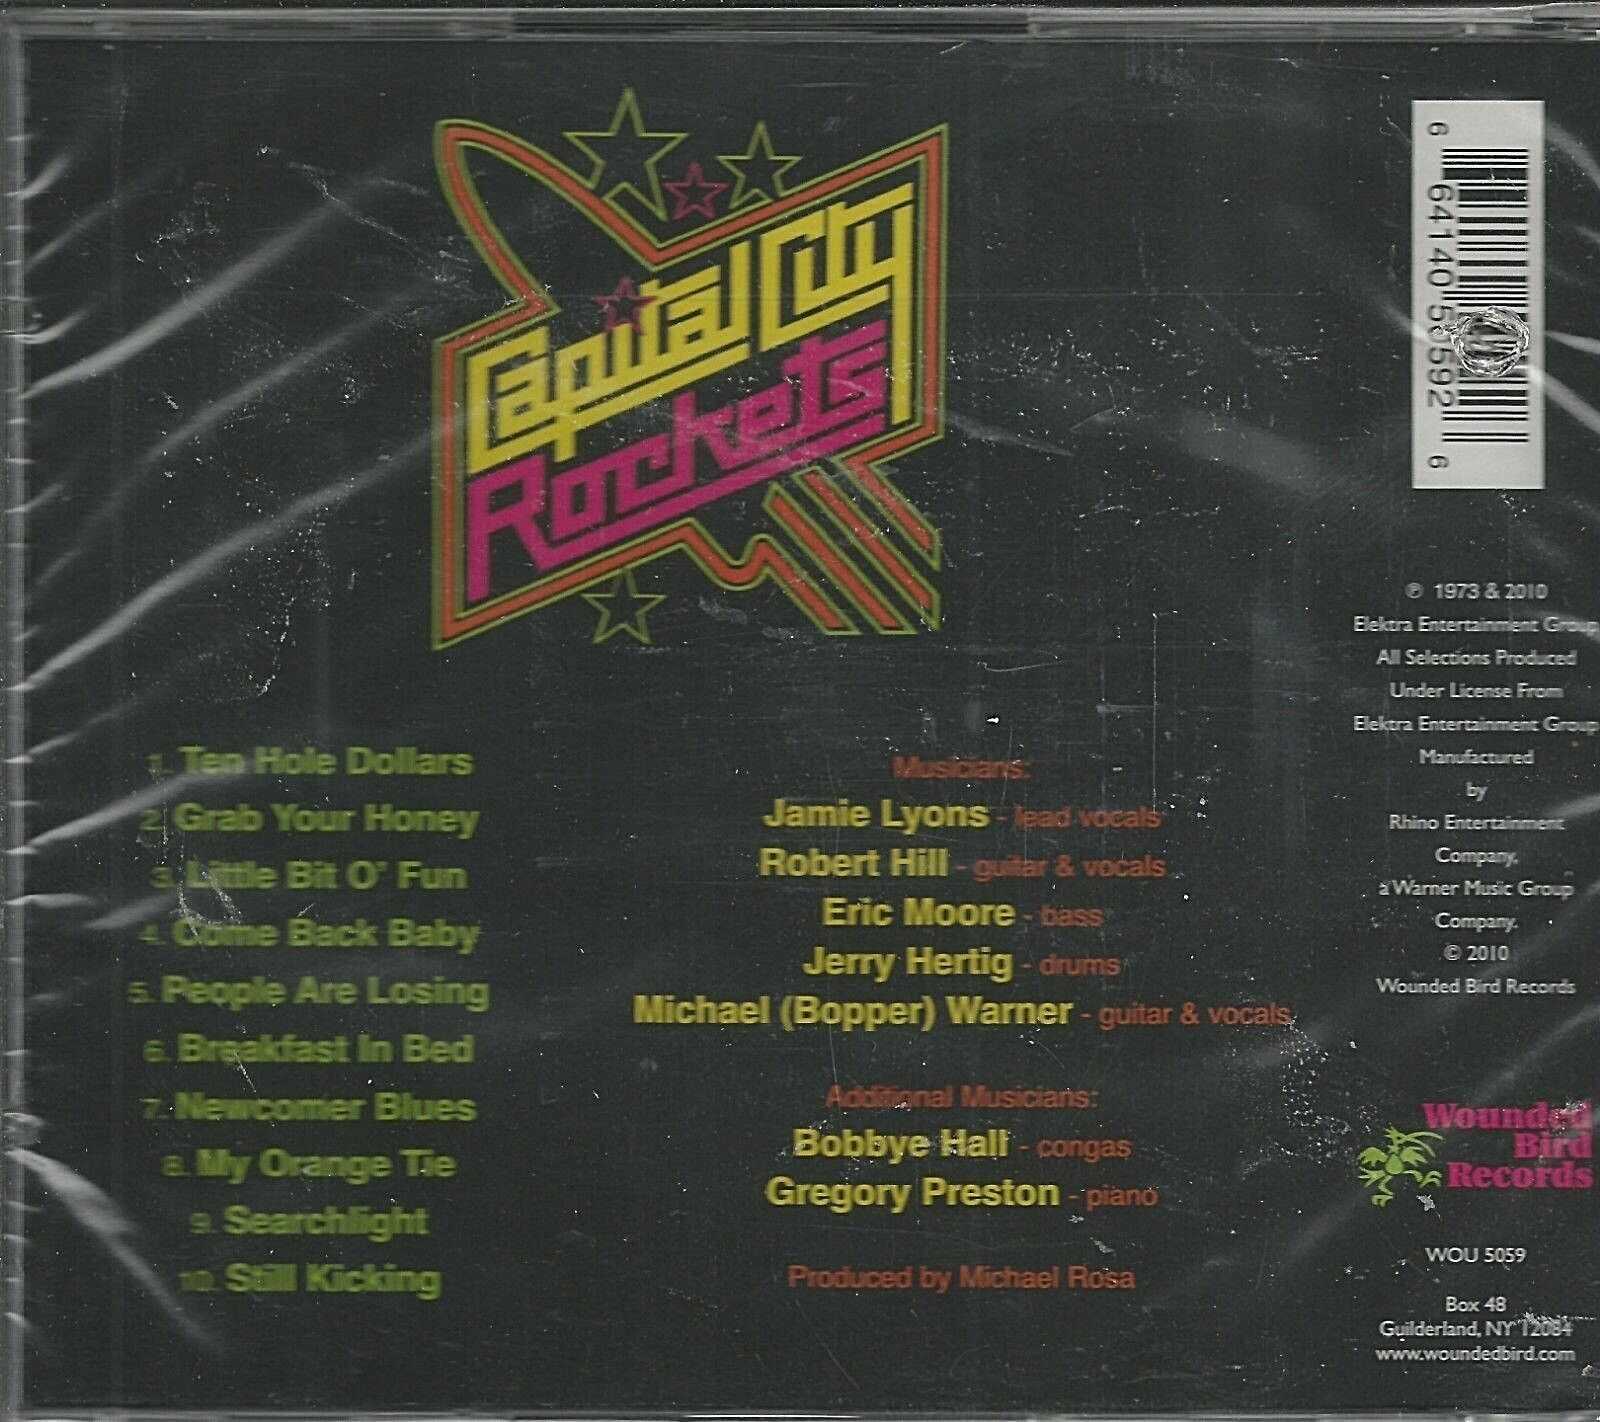 Capital City
Rockets
1. Ten Hole Dollars
2. Grab Your Honey
3. Little Bit O' Fun
4. Come Back Baby
5. People Are Losing
6. Breakfast In Bed
7. Newcomer Blues
8. My Orange Tie
9. Searchlight
10. Still Kicking
Musicians:
Jamie Lyons - lead vocals
Robert Hill - guitar & vocals
Eric Moore - bass
Jerry Hertig - drums
Michael (Bopper) Warner - guitar & vocals
Additional Musicians:
Bobbye Hall - congas
Gregory Preston - piano
Produced by Michael Rosa
6 64140 50592 6
℗ 1973 & 2010
Elektra Entertainment Group
All Selections Produced
Under License From
Elektra Entertainment Group
Manufactured
by
Rhino Entertainment
Company,
a Warner Music Group
Company.
© 2010
Wounded Bird Records
Wounded
Bird
Records
WOU 5059
Box 48
Guilderland, NY 12084
www.woundedbird.com